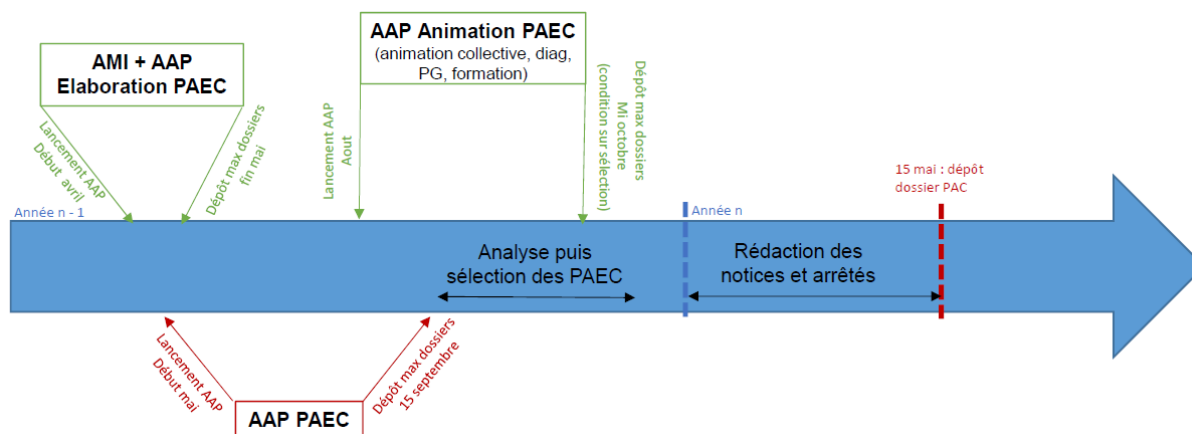 AMI + AAP
Elaboration PAEC
Lancement AAP
Début avril
Dépôt max dossiers
fin mai
AAP Animation PAEC
(animation collective, diag,
PG, formation)
Lancement AAP
Aout
Dépôt max dossiers
Mi octobre
(condition sur sélection)
15 mai : dépôt
dossier PAC
Année n - 1
Année n
Analyse puis
sélection des PAEC
Rédaction des
notices et arrêtés
Lancement AAP
Début mai
Dépôt max dossiers
15 septembre
AAP PAEC